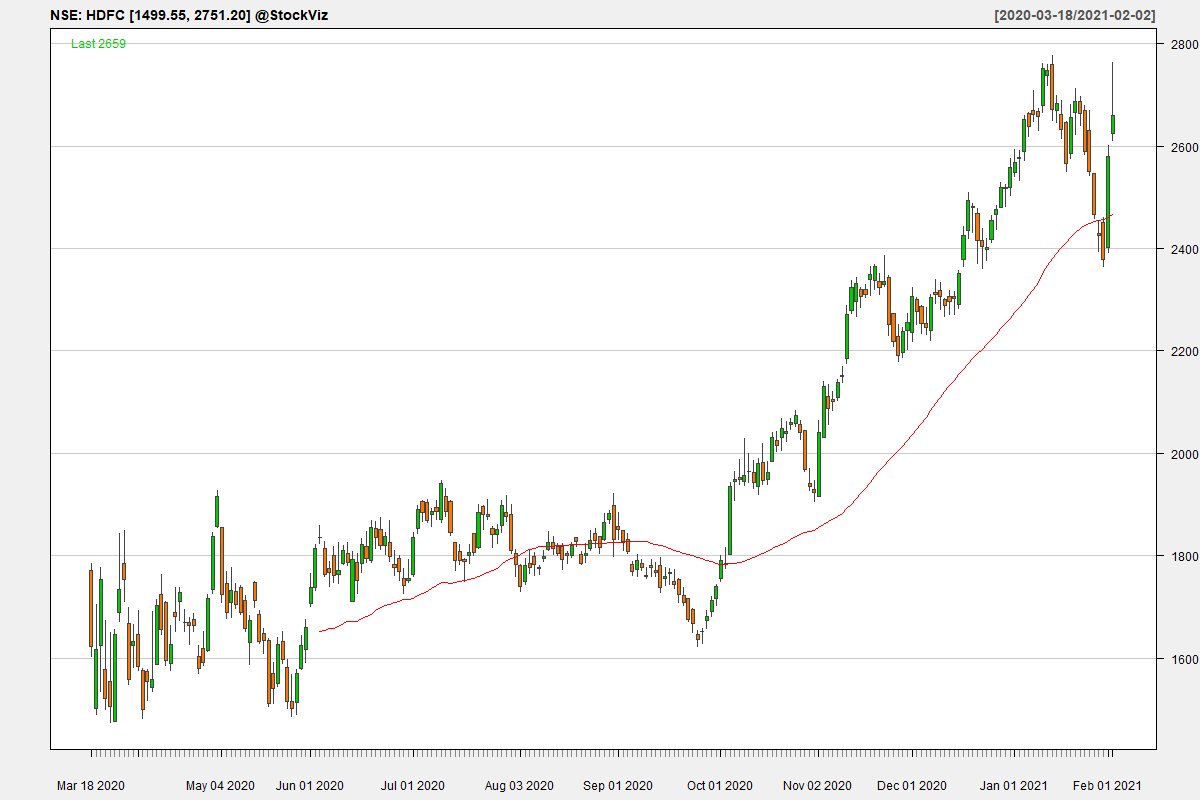 NSE: HDFC [1499.55, 2751.20] @StockViz
[2020-03-18/2021-02-02]
Last 2659
2800
2600
2400
2200
2000
1800
1600
Mar 18 2020 May 04 2020 Jun 01 2020 Jul 01 2020 Aug 03 2020 Sep 01 2020 Oct 01 2020 Nov 02 2020 Dec 01 2020 Jan 01 2021 Feb 01 2021